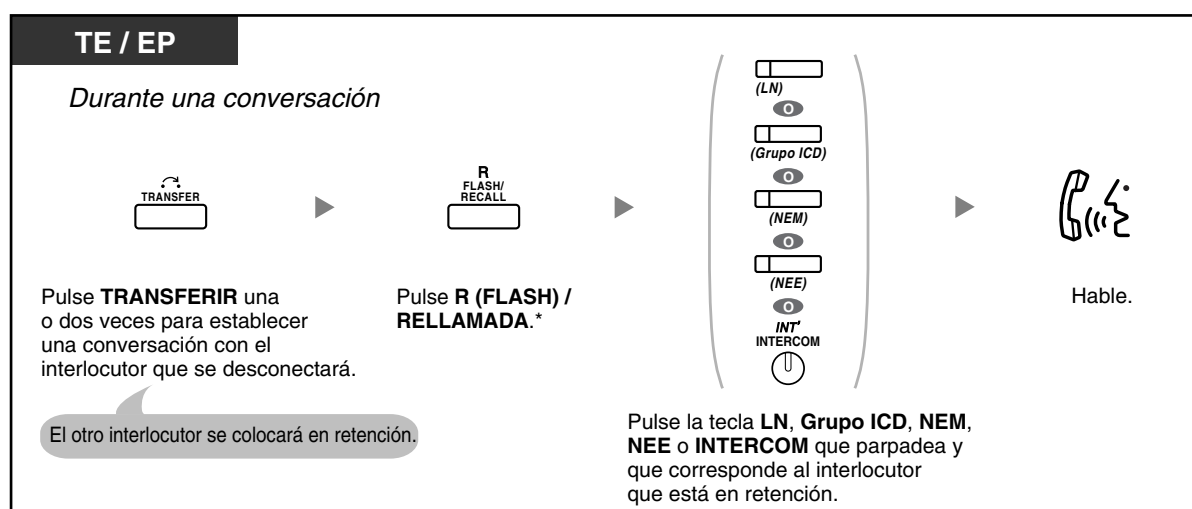 TE / EP
Durante una conversación
TRANSFER
R
FLASH/
RECALL
(LN)
O
(Grupo ICD)
O
(NEM)
O
(NEE)
O
INT'
INTERCOM
Pulse TRANSFERIR una
o dos veces para establecer
una conversación con el
interlocutor que se desconectará.
El otro interlocutor se colocará en retención.
Pulse R (FLASH) /
RELLAMADA.*
Pulse la tecla LN, Grupo ICD, NEM,
NEE o INTERCOM que parpadea y
que corresponde al interlocutor
que está en retención.
Hable.